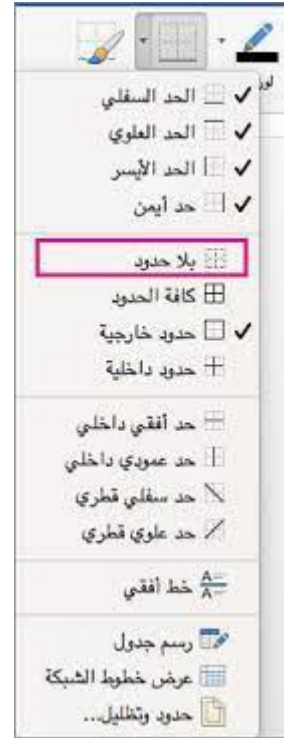 الحد السفلي
الحد العلوي
الحد الأيسر
حد أيمن
بلا حدود
كافة الحدود
حدود خارجية
حدود داخلية
حد أفقي داخلي
حد عمودي داخلي
حد سفلي قطري
حد علوي قطري
خط أفقي
رسم جدول
عرض خطوط الشبكة
حدود وتظليل...